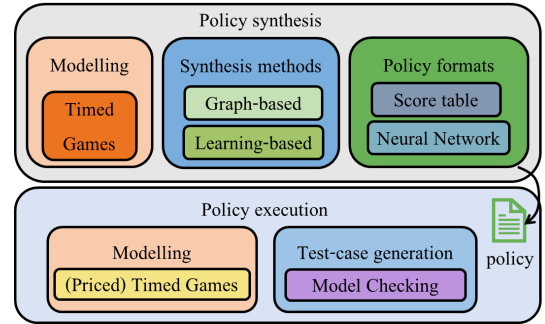 Policy synthesis
Modelling
Timed
Games
Synthesis methods
Graph-based
Learning-based
Policy formats
Score table
Neural Network
Policy execution
Modelling
(Priced) Timed Games
Test-case generation
Model Checking
policy